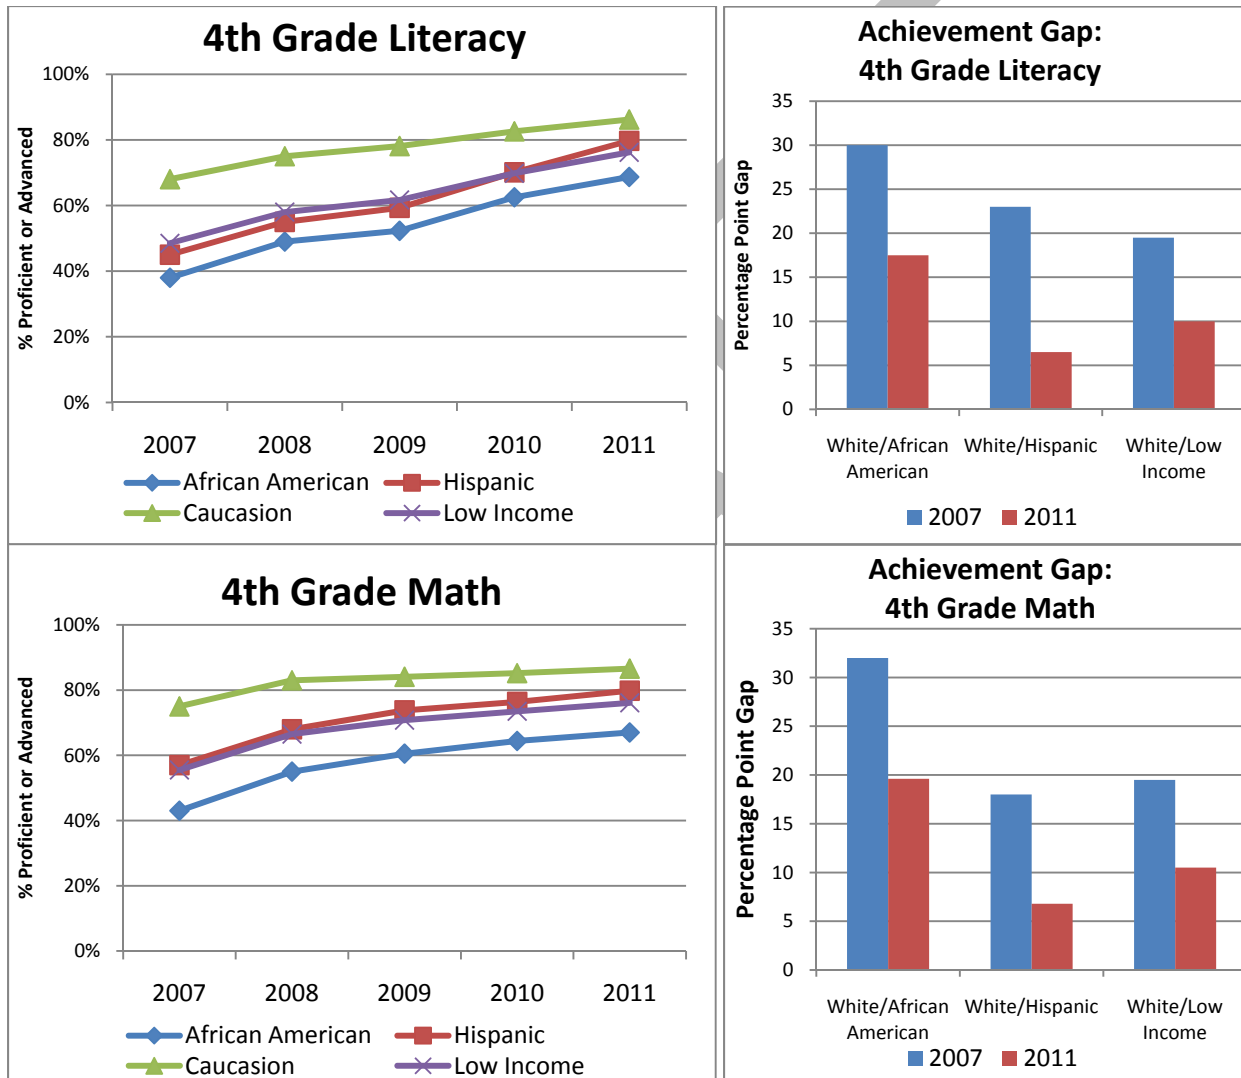 4th Grade Literacy
% Proficient or Advanced
100%
80%
60%
40%
20%
0%
2007 2008 2009 2010 2011
African American Hispanic
Caucasion Low Income
Achievement Gap:
4th Grade Literacy
Percentage Point Gap
35
30
25
20
15
10
5
0
White/African American White/Hispanic White/Low Income
2007 2011
4th Grade Math
% Proficient or Advanced
100%
80%
60%
40%
20%
0%
2007 2008 2009 2010 2011
African American Hispanic
Caucasion Low Income
Achievement Gap:
4th Grade Math
Percentage Point Gap
35
30
25
20
15
10
5
0
White/African American White/Hispanic White/Low Income
2007 2011